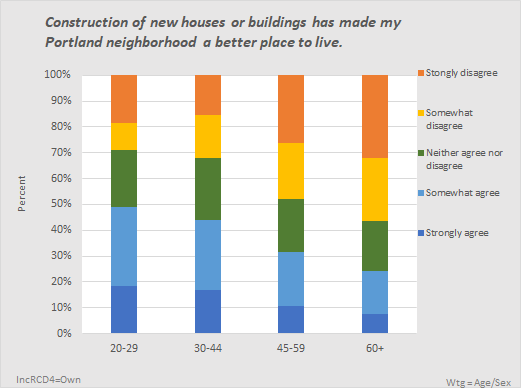 Construction of new houses or buildings has made my
Portland neighborhood a better place to live.
100%
90%
80%
70%
60%
50%
40%
30%
20%
10%
0%
Percent
20-29
30-44
45-59
60+
Stongly disagree
Somewhat
disagree
Neither agree nor
disagree
Somewhat agree
Strongly agree
IncRCD4=Own
Wtg = Age/Sex